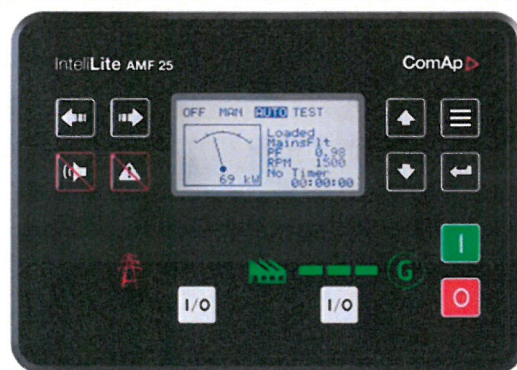 InteliLite AMF 25
ComAp
OFF MAN AUTO TEST
Loaded
MainsFlt
PF 0.98
RPM 1500
No Timer
00:00:00
69 kW
G
I
I/O
I/O
O